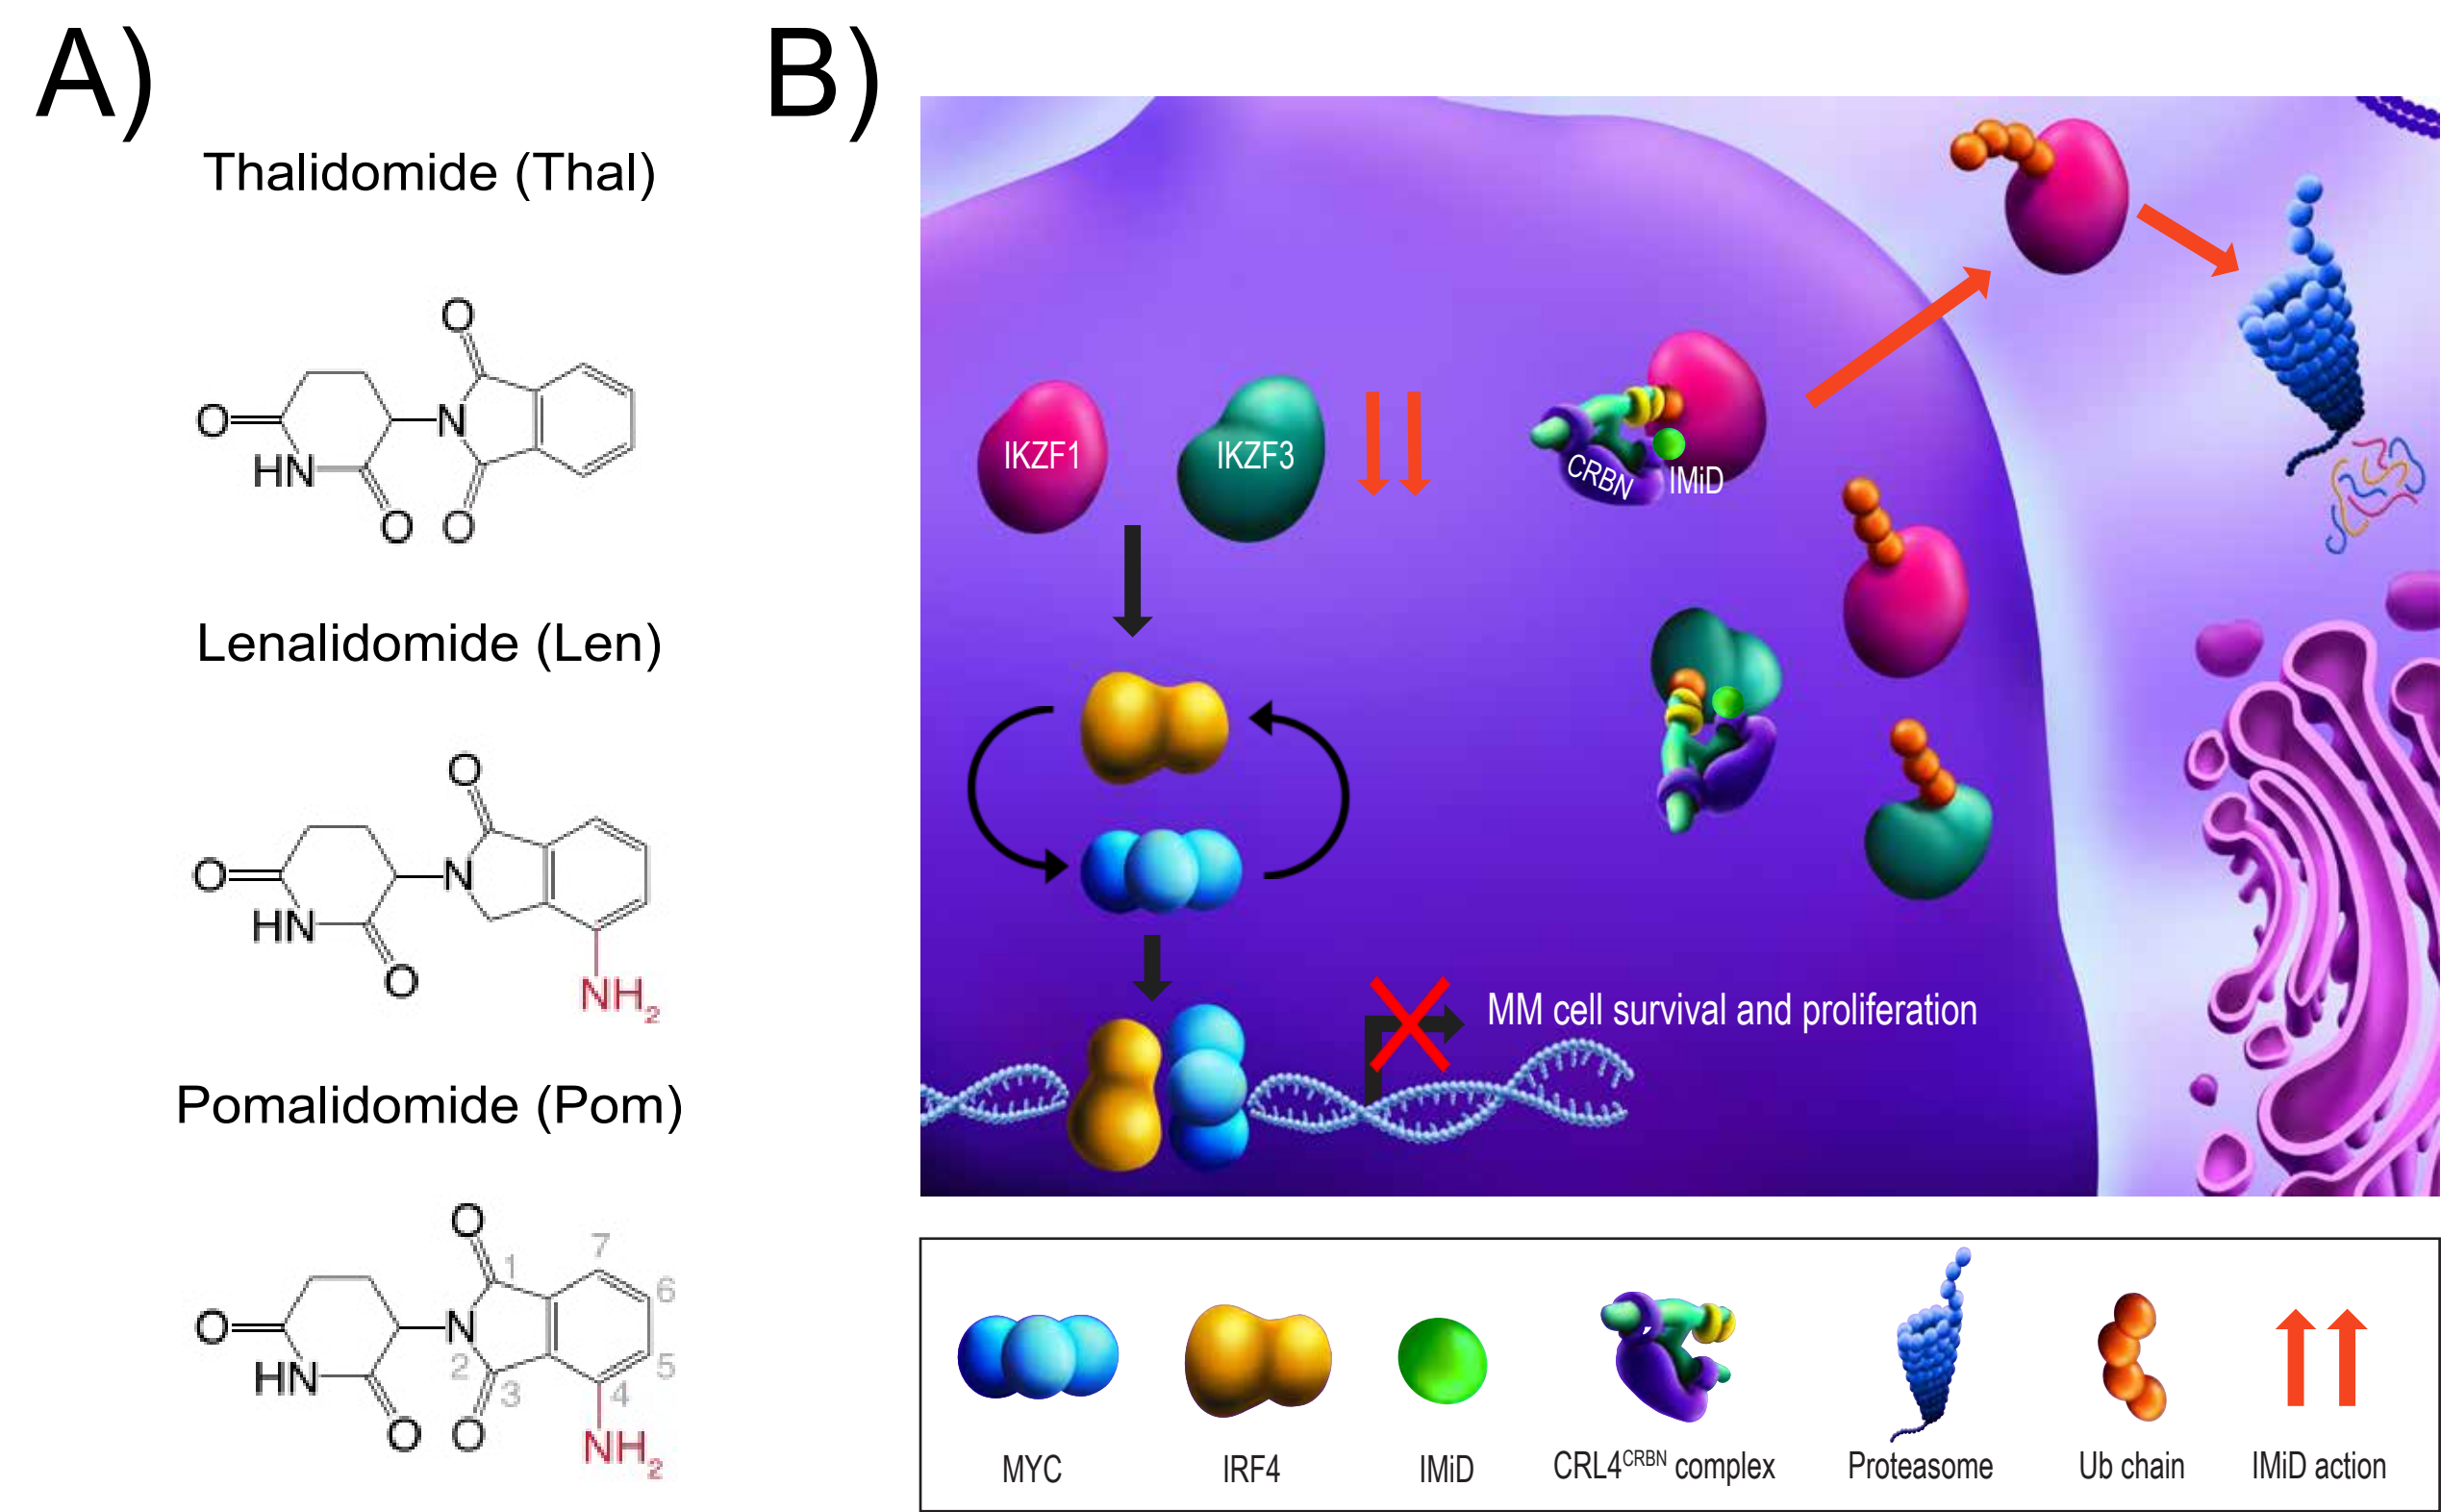 A)
Thalidomide (Thal)
O
O
N
HN
O
O
Lenalidomide (Len)
O
O
N
HN
O
NH2
Pomalidomide (Pom)
O
7
1
6
O
N
2
5
HN
3
4
O
O
NH2
B)
IKZF1
IKZF3
CRBN
IMiD
MM cell survival and proliferation
MYC
IRF4
IMiD
CRL4CRBN complex
Proteasome
Ub chain
IMiD action